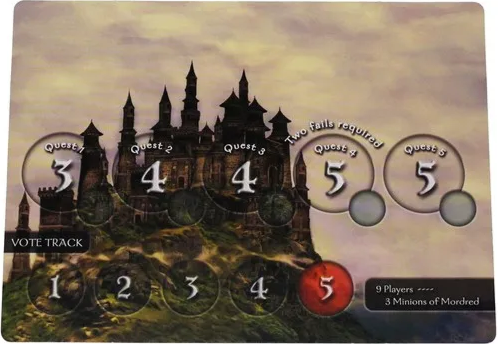 Quest 1
3
Quest 2
4
Quest 3
4
Two fails required
Quest 4
5
Quest 5
5
VOTE TRACK
1
2
3
4
5
9 Players ----
3 Minions of Mordred